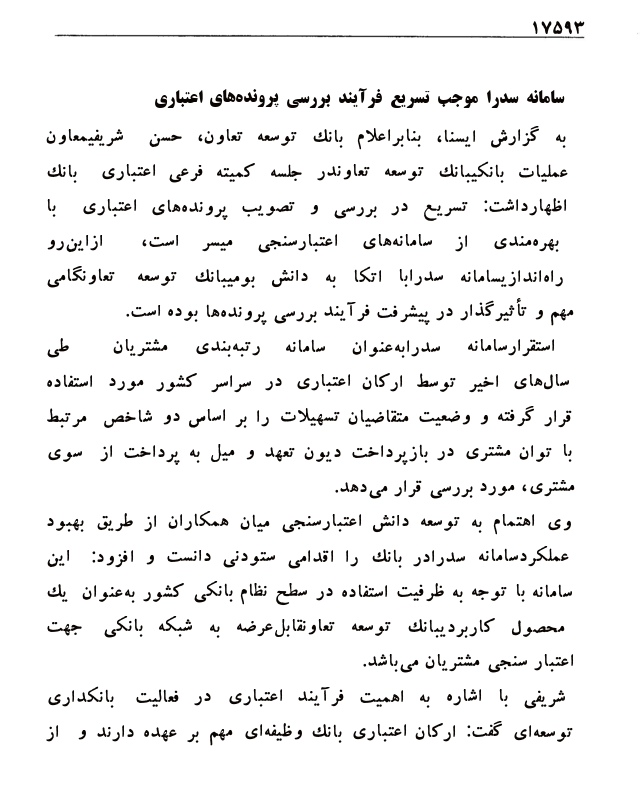 ۱۷۵۹۳
سامانه سدرا موجب تسریع فرآیند بررسی پرونده‌های اعتباری
به گزارش ایسنا، بنابراعلام بانك توسعه تعاون، حسن شریفیمعاون
عملیات بانکیبانك توسعه تعاوندر جلسه کمیته فرعی اعتباری بانك
اظهارداشت: تسریع در بررسی و تصویب پرونده‌های اعتباری با
بهره‌مندی از سامانه‌های اعتبارسنجی میسر است، ازاین‌رو
راه‌اندازیسامانه سدرابا اتکا به دانش بومیبانك توسعه تعاونگامی
مهم و تأثیرگذار در پیشرفت فرآیند بررسی پرونده‌ها بوده است.
استقرارسامانه سدرابه‌عنوان سامانه رتبه‌بندی مشتریان طی
سال‌های اخیر توسط ارکان اعتباری در سراسر کشور مورد استفاده
قرار گرفته و وضعیت متقاضیان تسهیلات را بر اساس دو شاخص مرتبط
با توان مشتری در بازپرداخت دیون تعهد و میل به پرداخت از سوی
مشتری، مورد بررسی قرار می‌دهد.
وی اهتمام به توسعه دانش اعتبارسنجی میان همکاران از طریق بهبود
عملکردسامانه سدرادر بانك را اقدامی ستودنی دانست و افزود: این
سامانه با توجه به ظرفیت استفاده در سطح نظام بانکی کشور به‌عنوان یك
محصول کاربردیبانك توسعه تعاونقابل‌عرضه به شبکه بانکی جهت
اعتبار سنجی مشتریان می‌باشد.
شریفی با اشاره به اهمیت فرآیند اعتباری در فعالیت بانکداری
توسعه‌ای گفت: ارکان اعتباری بانك وظیفه‌ای مهم بر عهده دارند و از